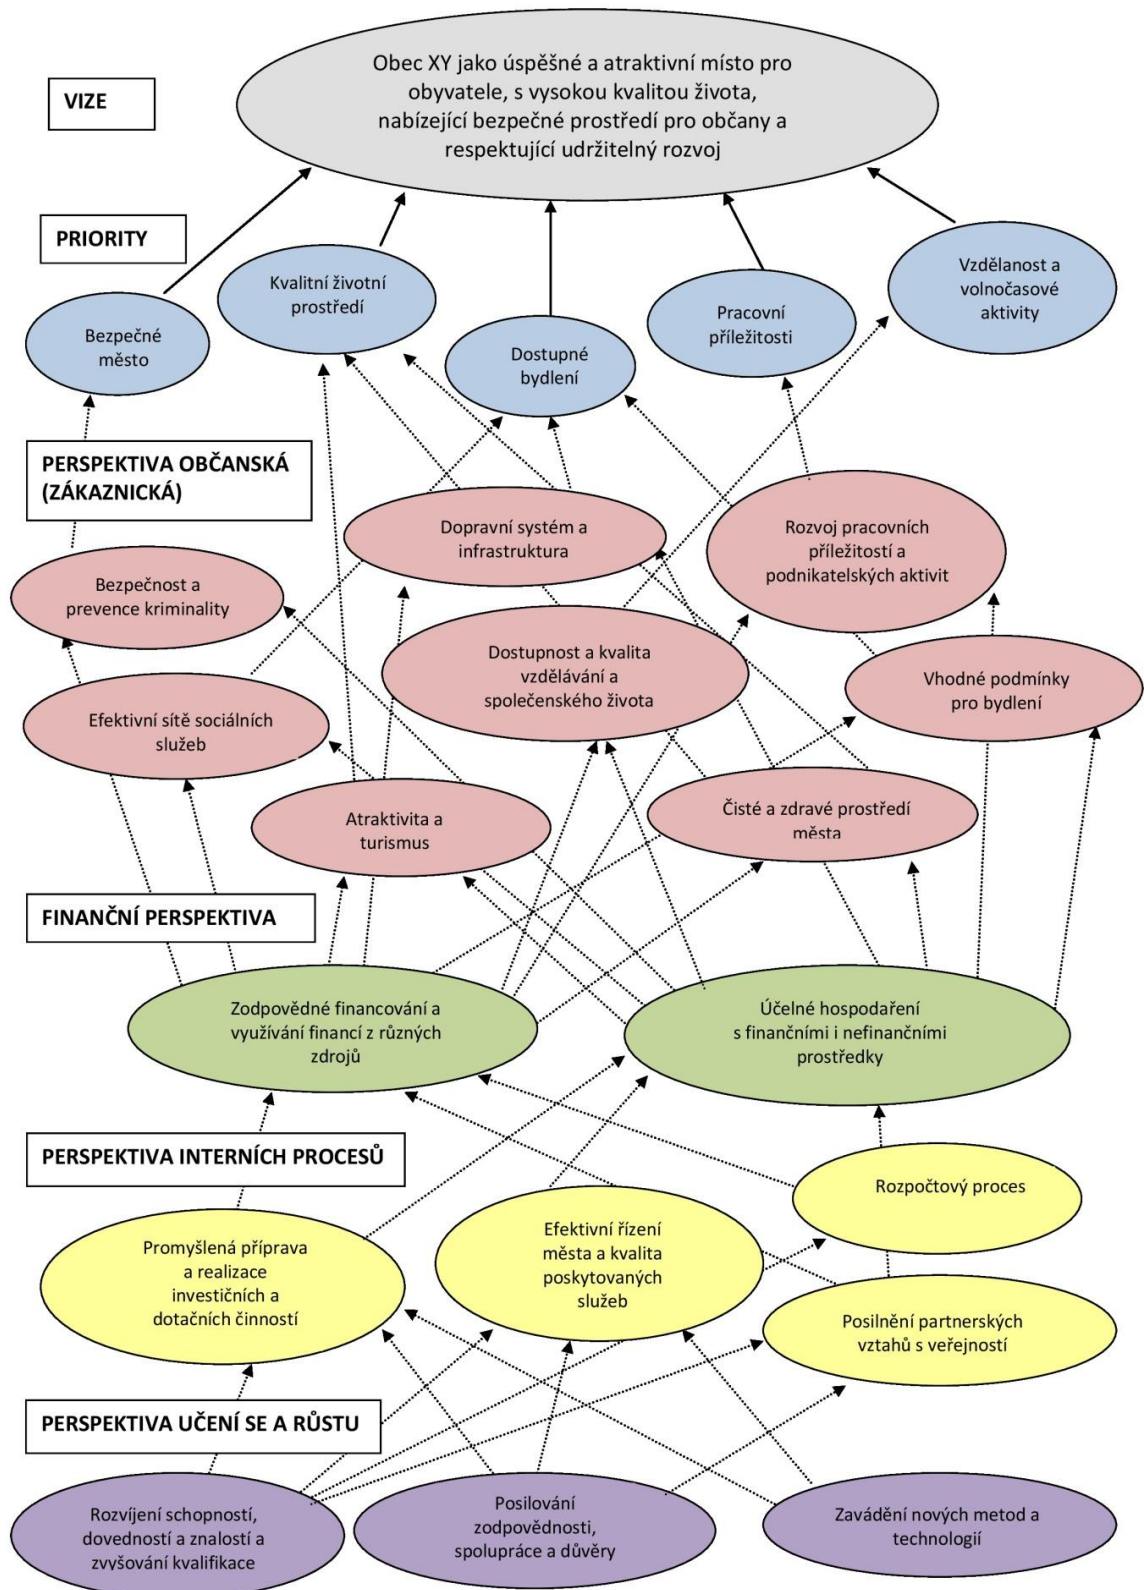 VIZE
Obec XY jako úspěšné a atraktivní místo pro
obyvatele, s vysokou kvalitou života,
nabízející bezpečné prostředí pro občany a
respektující udržitelný rozvoj
PRIORITY
Bezpečné
město
Kvalitní životní
prostředí
Dostupné
bydlení
Pracovní
příležitosti
Vzdělanost a
volnočasové
aktivity
PERSPEKTIVA OBČANSKÁ
(ZÁKAZNICKÁ)
Dopravní systém a
infrastruktura
Rozvoj pracovních
příležitostí a
podnikatelských aktivit
Bezpečnost a
prevence kriminality
Dostupnost a kvalita
vzdělávání a
společenského života
Vhodné podmínky
pro bydlení
Efektivní sítě sociálních
služeb
Atraktivita a
turismus
Čisté a zdravé prostředí
města
FINANČNÍ PERSPEKTIVA
Zodpovědné financování a
využívání financí z různých
zdrojů
Účelné hospodaření
s finančními i nefinančními
prostředky
PERSPEKTIVA INTERNÍCH PROCESŮ
Rozpočtový proces
Promyšlená příprava
a realizace
investičních a
dotačních činností
Efektivní řízení
města a kvalita
poskytovaných
služeb
Posilnění partnerských
vztahů s veřejností
PERSPEKTIVA UČENÍ SE A RŮSTU
Rozvíjení schopností,
dovedností a znalostí a
zvyšování kvalifikace
Posilování
zodpovědnosti,
spolupráce a důvěry
Zavádění nových metod a
technologií